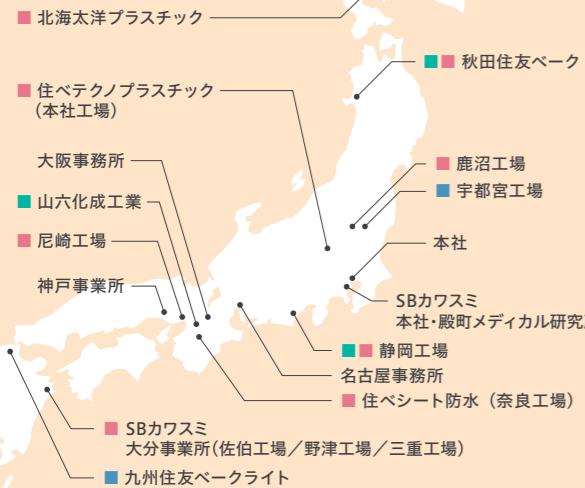 北海太洋プラスチック
秋田住友ベーク
住ベテクノプラスチック
（本社工場）
大阪事務所
鹿沼工場
山六化成工業
宇都宮工場
尼崎工場
本社
神戸事業所
SBカワスミ
本社・殿町メディカル研究
静岡工場
名古屋事務所
住ベシート防水（奈良工場）
SBカワスミ
大分事業所（佐伯工場／野津工場／三重工場）
九州住友ベークライト